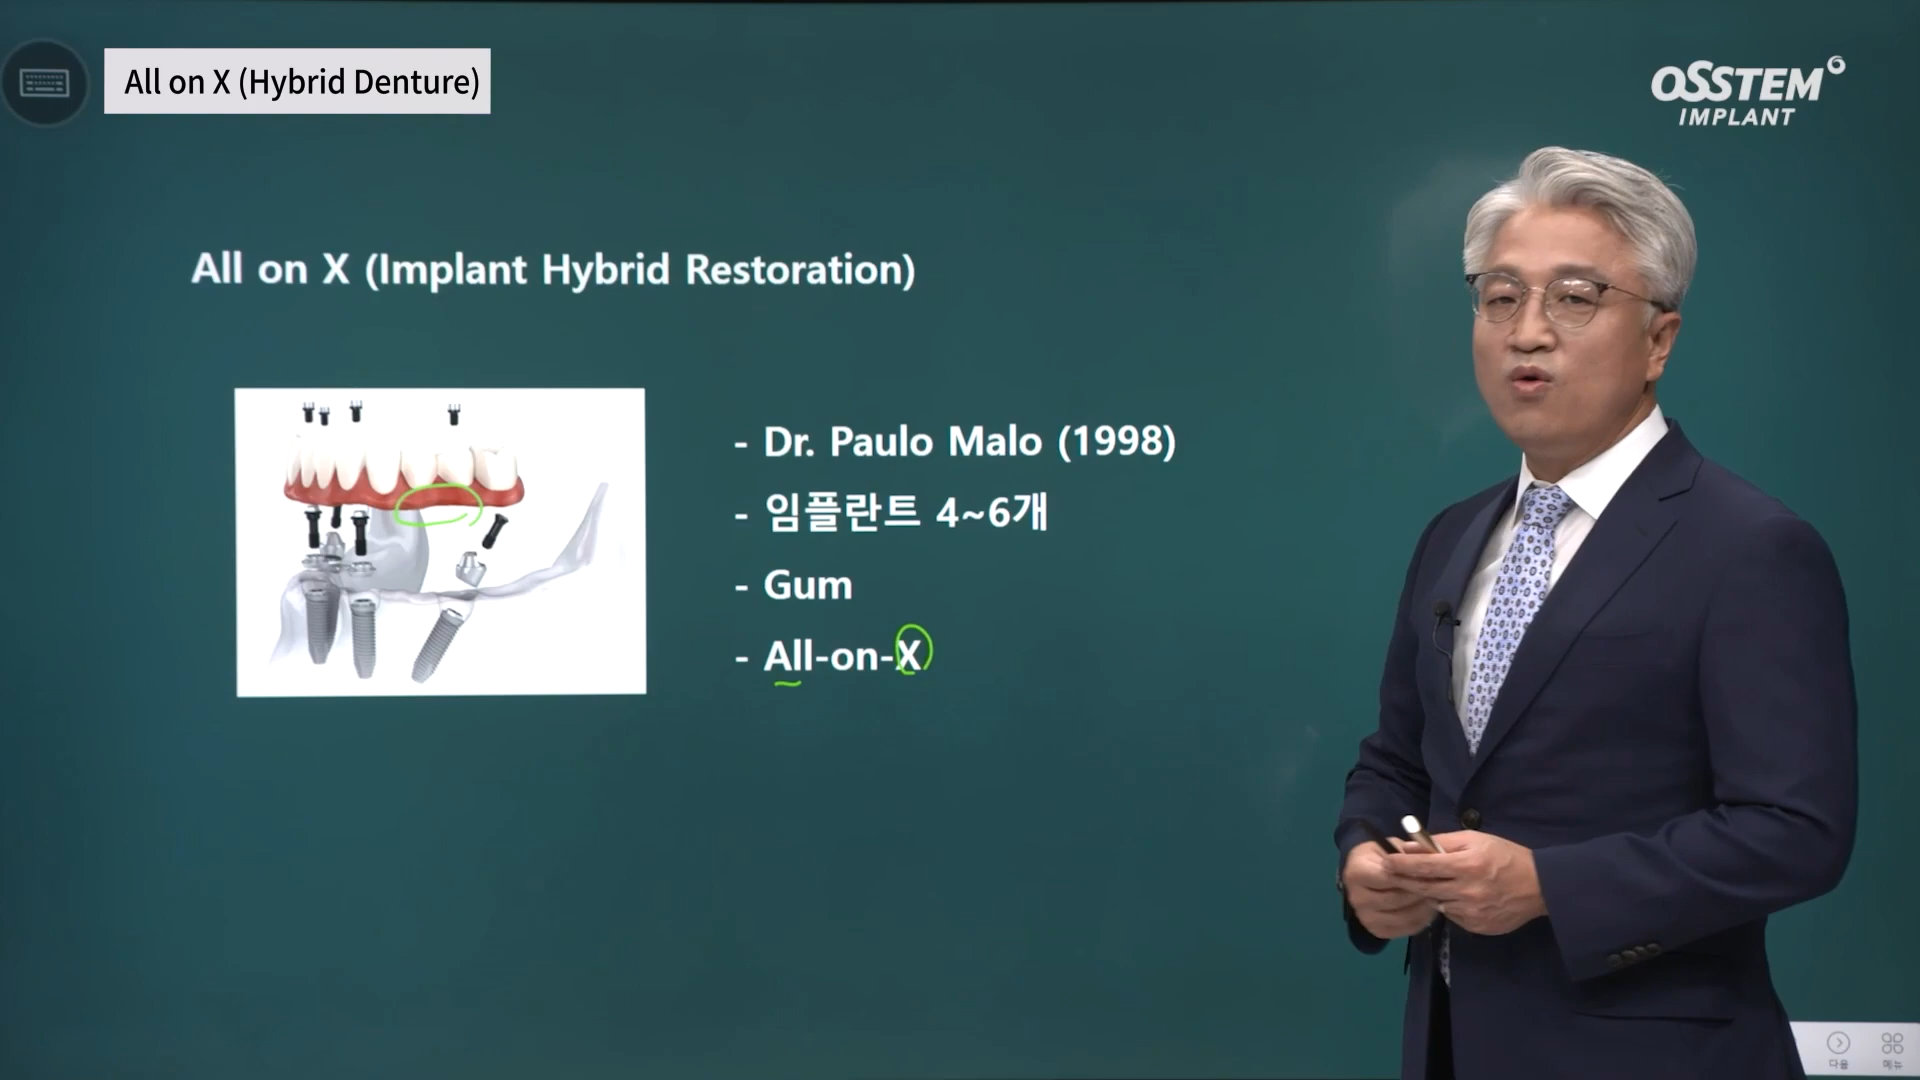 All on X (Hybrid Denture)
OSSTEM
IMPLANT
All on X (Implant Hybrid Restoration)
- Dr. Paulo Malo (1998)
- 임플란트 4~6개
- Gum
- All-on-X
다음
메뉴